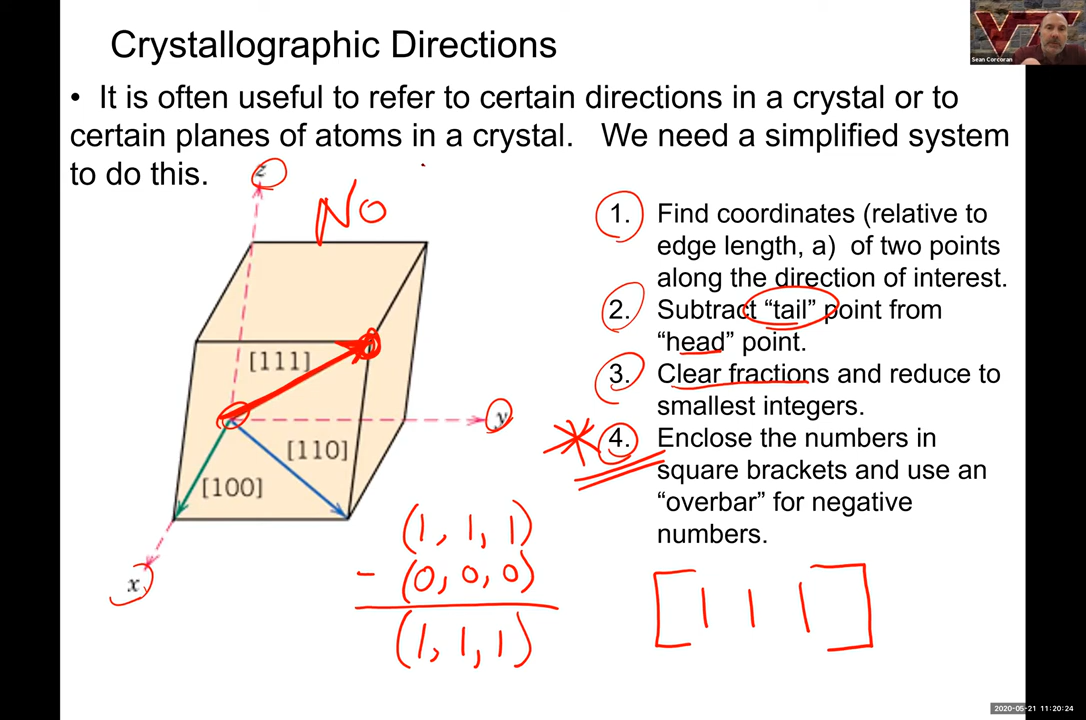 Crystallographic Directions
• It is often useful to refer to certain directions in a crystal or to
certain planes of atoms in a crystal. We need a simplified system
to do this.
z
No
[111]
y
[110]
[100]
x
1. Find coordinates (relative to
edge length, a) of two points
along the direction of interest.
2. Subtract “tail” point from
“head” point.
3. Clear fractions and reduce to
smallest integers.
* 4. Enclose the numbers in
square brackets and use an
“overbar” for negative
numbers.
(1, 1, 1)
- (0, 0, 0)
(1, 1, 1)
[1 1 1]
VT
Sean Corcoran
2020-05-21 11:20:24